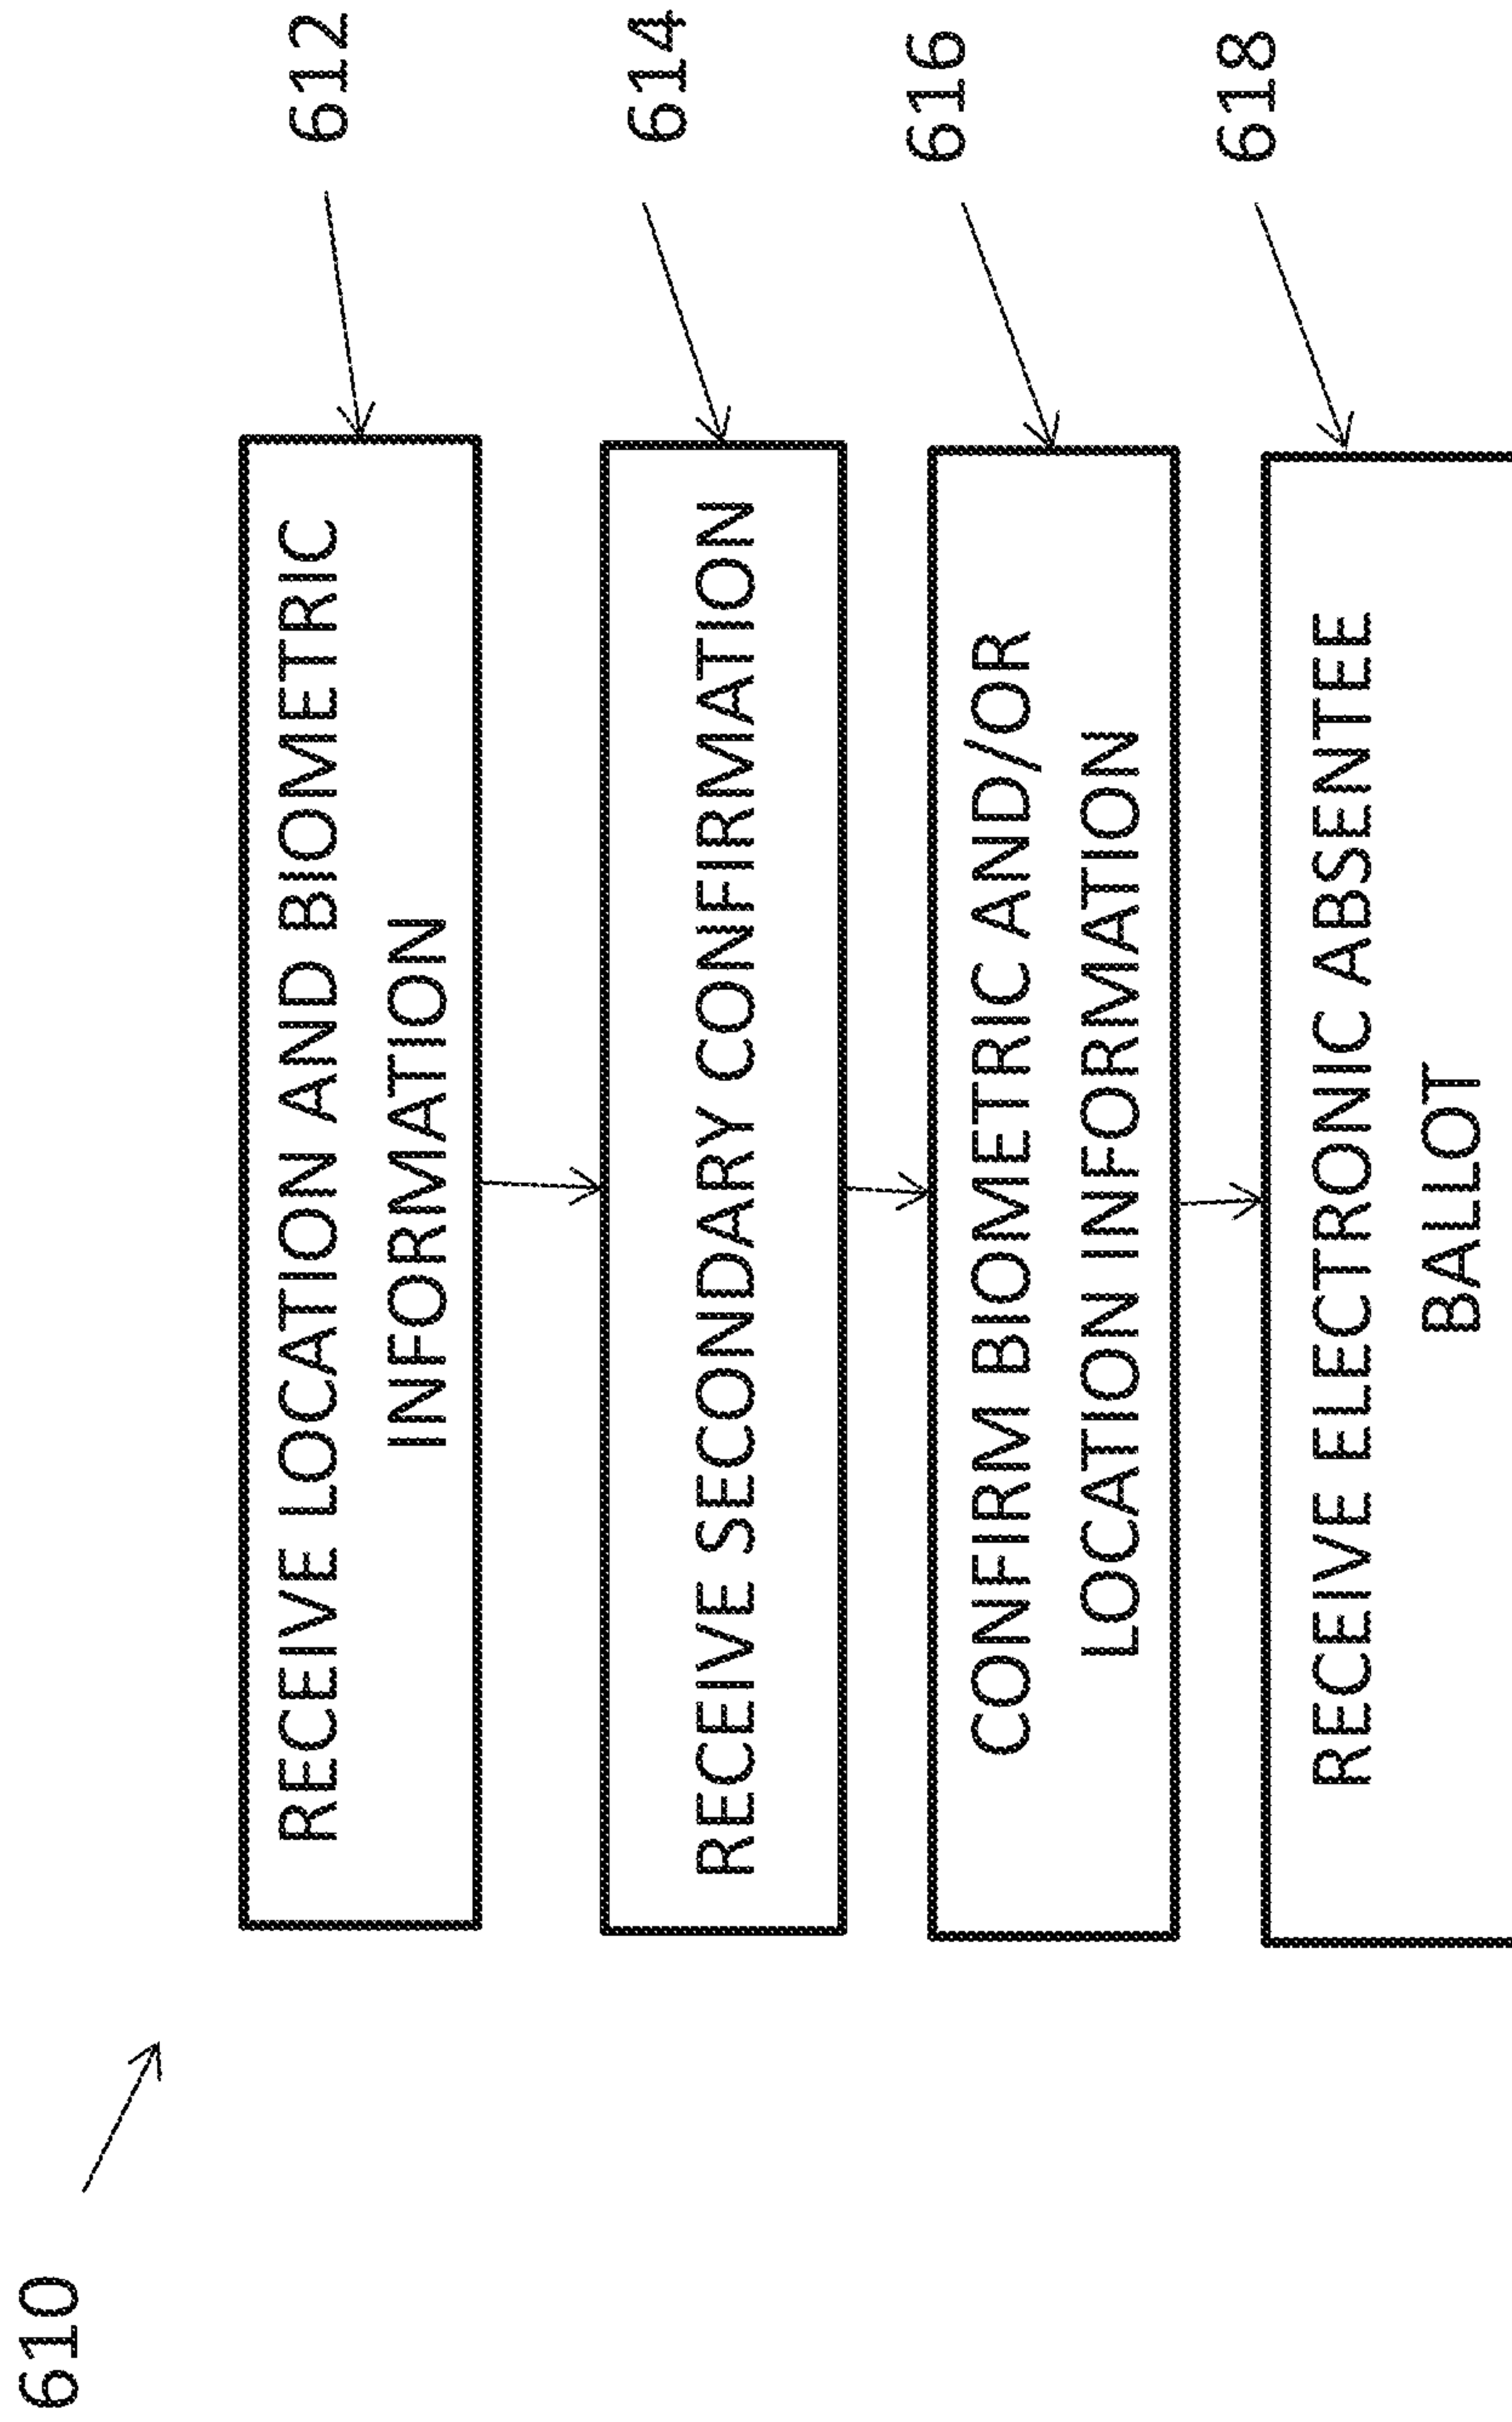 610
RECEIVE LOCATION AND BIOMETRIC
INFORMATION
612
RECEIVE SECONDARY CONFIRMATION
614
CONFIRM BIOMETRIC AND/OR
LOCATION INFORMATION
616
RECEIVE ELECTRONIC ABSENTEE
BALLOT
618